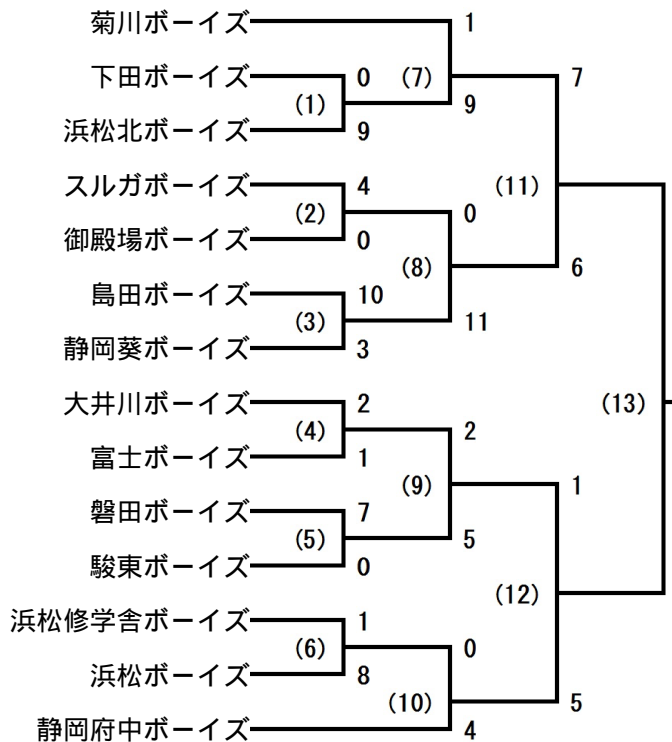 菊川ボーイズ
1
下田ボーイズ
0
(7)
7
(1)
9
浜松北ボーイズ
9
スルガボーイズ
4
(11)
(2)
0
御殿場ボーイズ
0
(8)
6
島田ボーイズ
10
(3)
11
静岡葵ボーイズ
3
大井川ボーイズ
2
(13)
(4)
2
富士ボーイズ
1
(9)
1
磐田ボーイズ
7
(5)
5
駿東ボーイズ
0
(12)
浜松修学舎ボーイズ
1
(6)
0
浜松ボーイズ
8
(10)
5
静岡府中ボーイズ
4